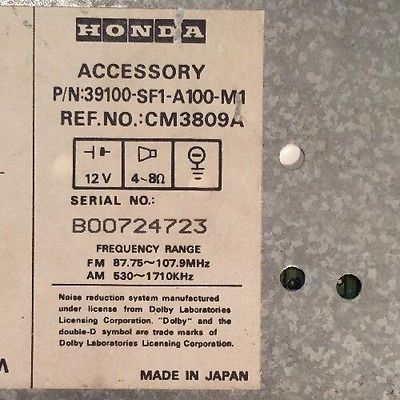 HONDA
ACCESSORY
P/N:39100-SF1-A100-M1
REF.NO.:CM3809A
12V 4~8Ω
SERIAL NO.:
B00724723
FREQUENCY RANGE
FM 87.75~107.9MHz
AM 530~1710KHz
Noise reduction system manufactured
under license from Dolby Laboratories
Licensing Corporation. "Dolby" and the
double-D symbol are trade marks of
Dolby Laboratories Licensing Corporation.
MADE IN JAPAN